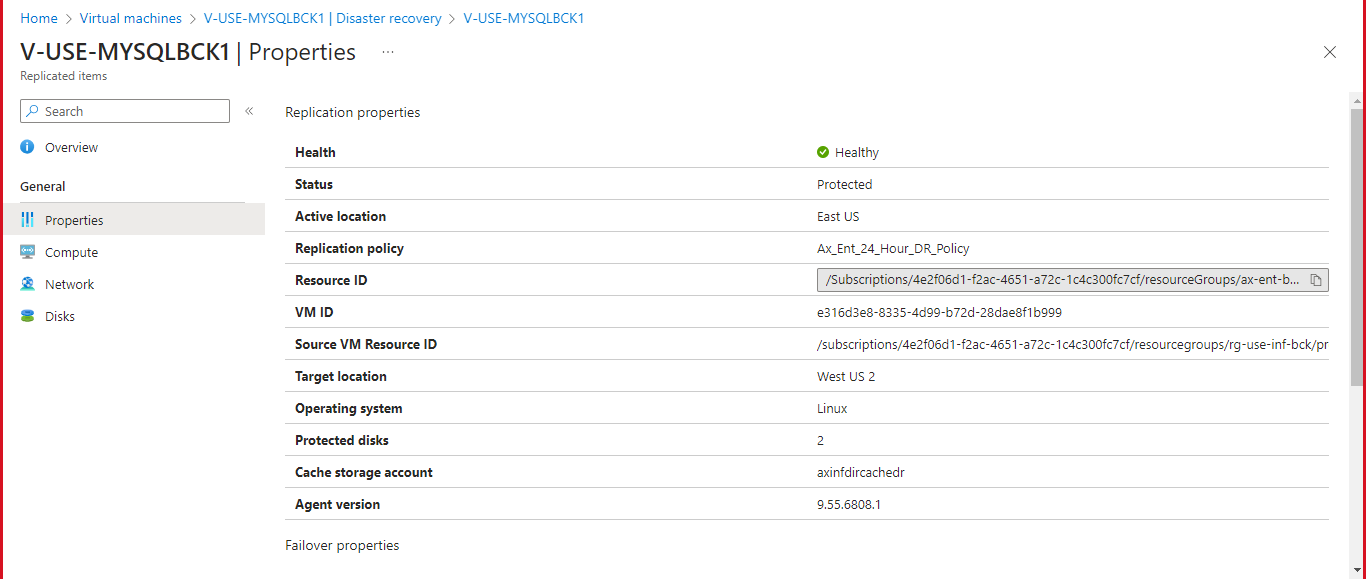 Home > Virtual machines > V-USE-MYSQLBCK1 | Disaster recovery > V-USE-MYSQLBCK1
V-USE-MYSQLBCK1 | Properties ...
Replicated items
Search «
Overview
General
Properties
Compute
Network
Disks
Replication properties
Health Healthy
Status Protected
Active location East US
Replication policy Ax_Ent_24_Hour_DR_Policy
Resource ID /Subscriptions/4e2f06d1-f2ac-4651-a72c-1c4c300fc7cf/resourceGroups/ax-ent-b...
VM ID e316d3e8-8335-4d99-b72d-28dae8f1b999
Source VM Resource ID /subscriptions/4e2f06d1-f2ac-4651-a72c-1c4c300fc7cf/resourcegroups/rg-use-inf-bck/pr
Target location West US 2
Operating system Linux
Protected disks 2
Cache storage account axinfdircachedr
Agent version 9.55.6808.1
Failover properties